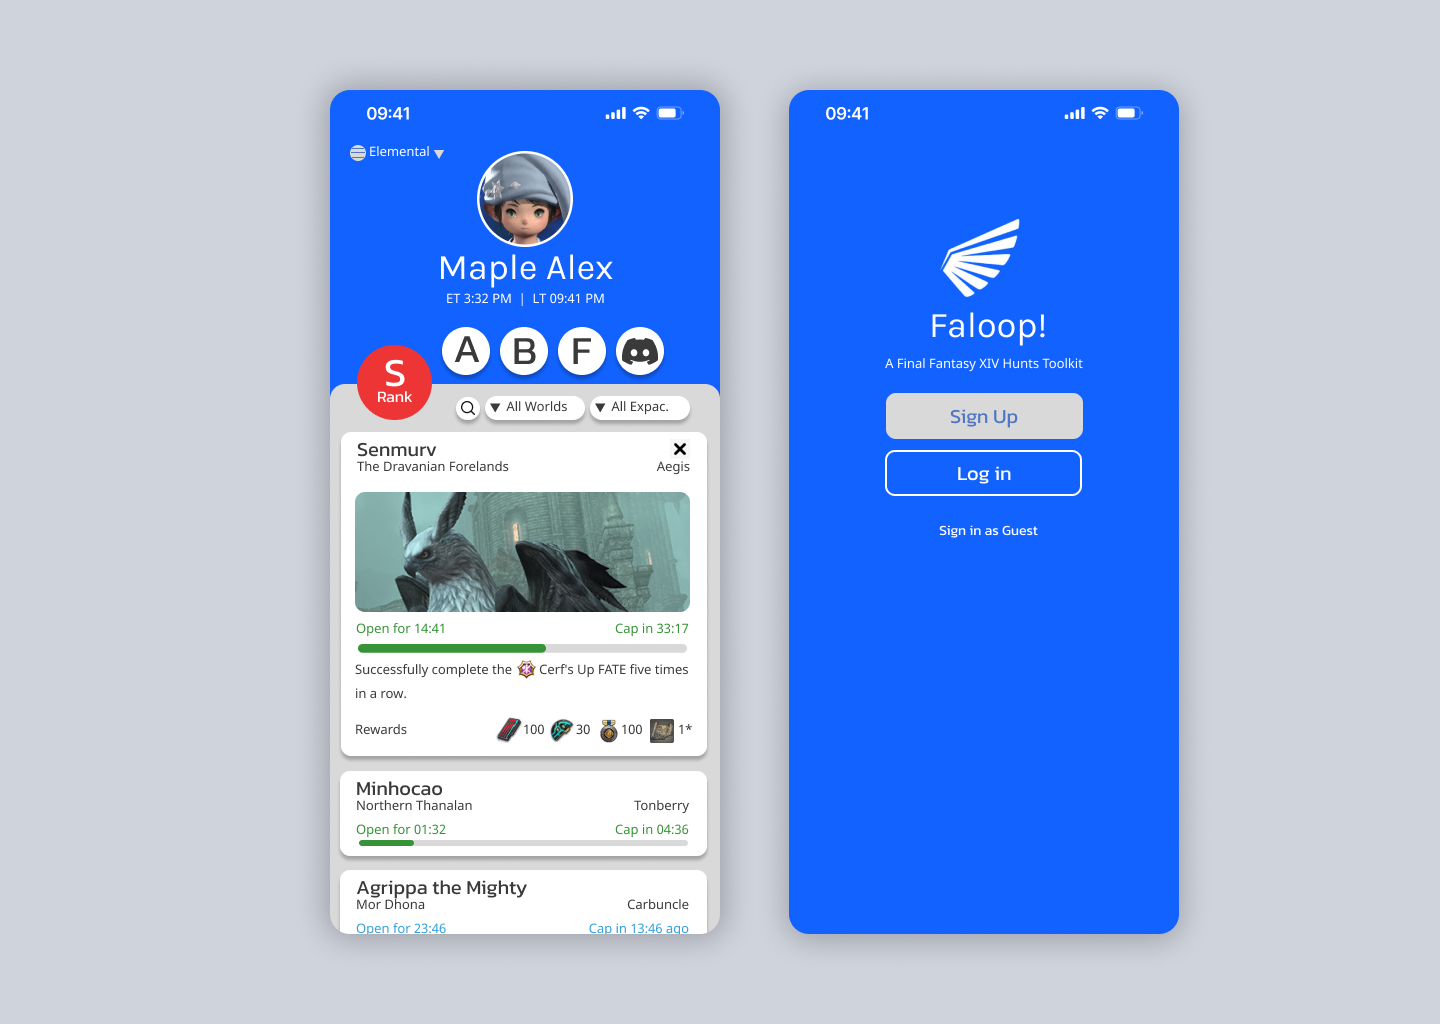 09:41
Elemental
Maple Alex
ET 3:32 PM | LT 09:41 PM
A B F
S
Rank
All Worlds
All Expac.
Senmurv
The Dravanian Forelands
Aegis
Open for 14:41
Cap in 33:17
Successfully complete the Cerf's Up FATE five times
in a row.
Rewards
100
30
100
1*
Minhocao
Northern Thanalan
Tonberry
Open for 01:32
Cap in 04:36
Agrippa the Mighty
Mor Dhona
Carbuncle
Open for 23:46
Cap in 13:46 ago
09:41
Faloop!
A Final Fantasy XIV Hunts Toolkit
Sign Up
Log in
Sign in as Guest